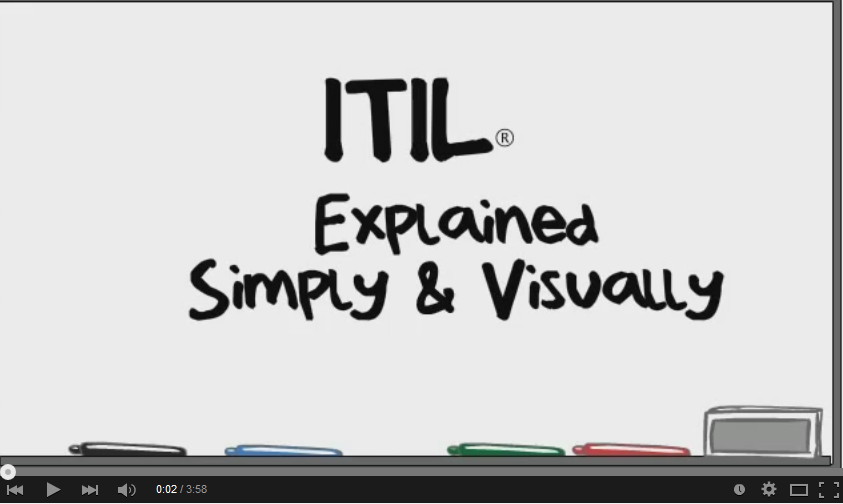 ITIL®
Explained
Simply & Visually
0:02 / 3:58